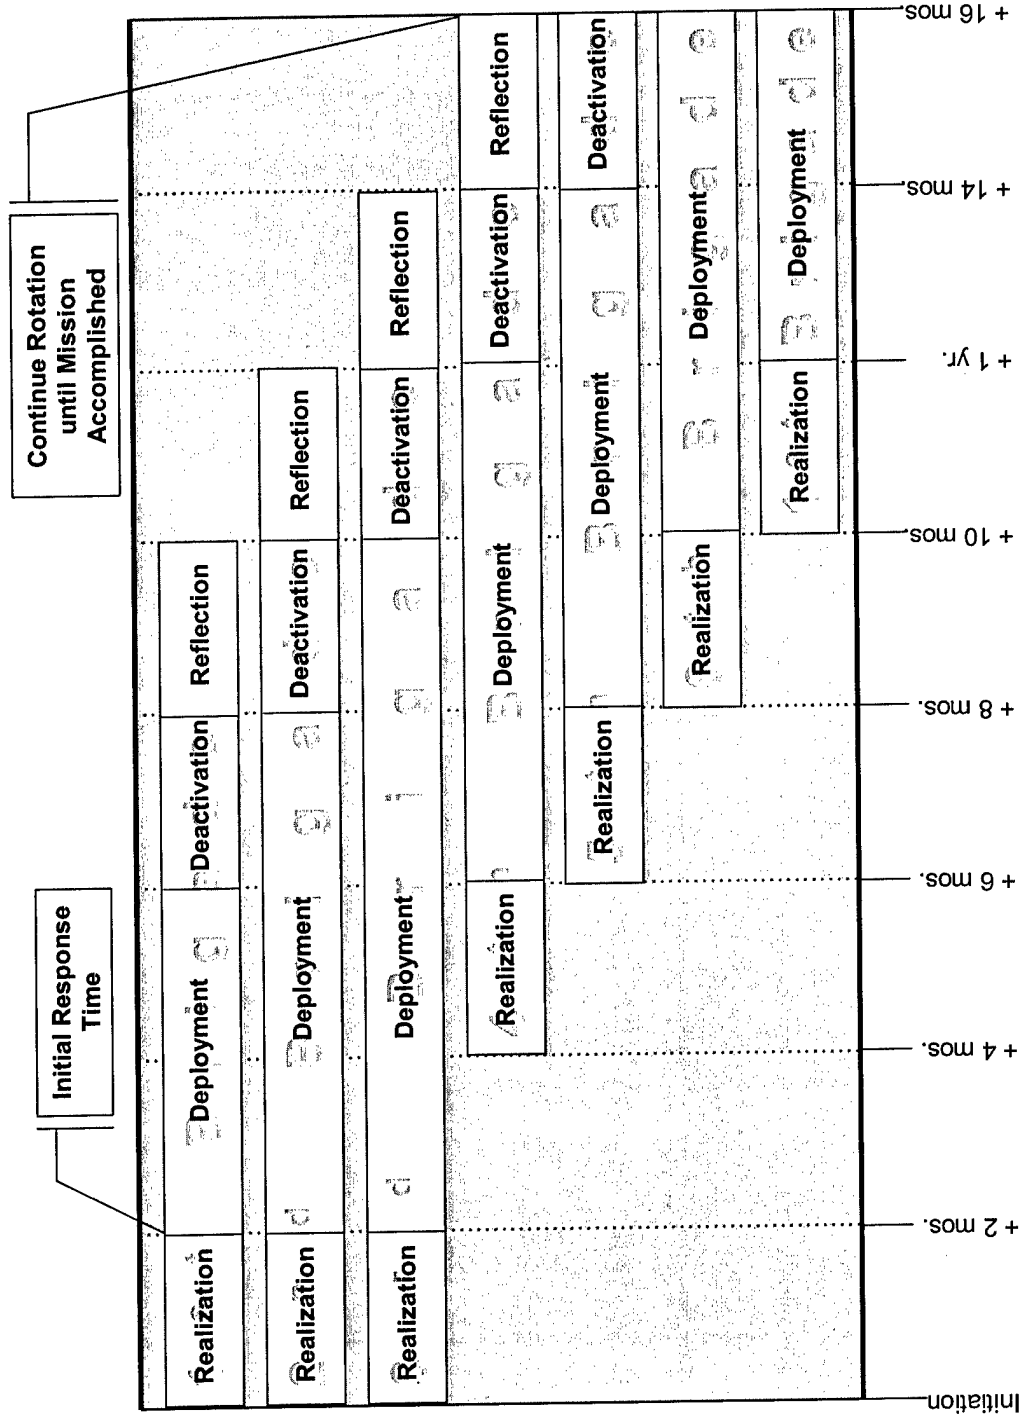 Initial Response
Time
Continue Rotation
until Mission
Accomplished
Realization Deployment Deactivation Reflection
Realization Deployment Deactivation Reflection
Realization Deployment Deactivation Reflection
Realization Deployment Deactivation Reflection
Realization Deployment Deactivation
Realization Deployment
Realization Deployment
Initiation
+ 2 mos.
+ 4 mos.
+ 6 mos.
+ 8 mos.
+ 10 mos.
+ 1 yr.
+ 14 mos.
+ 16 mos.